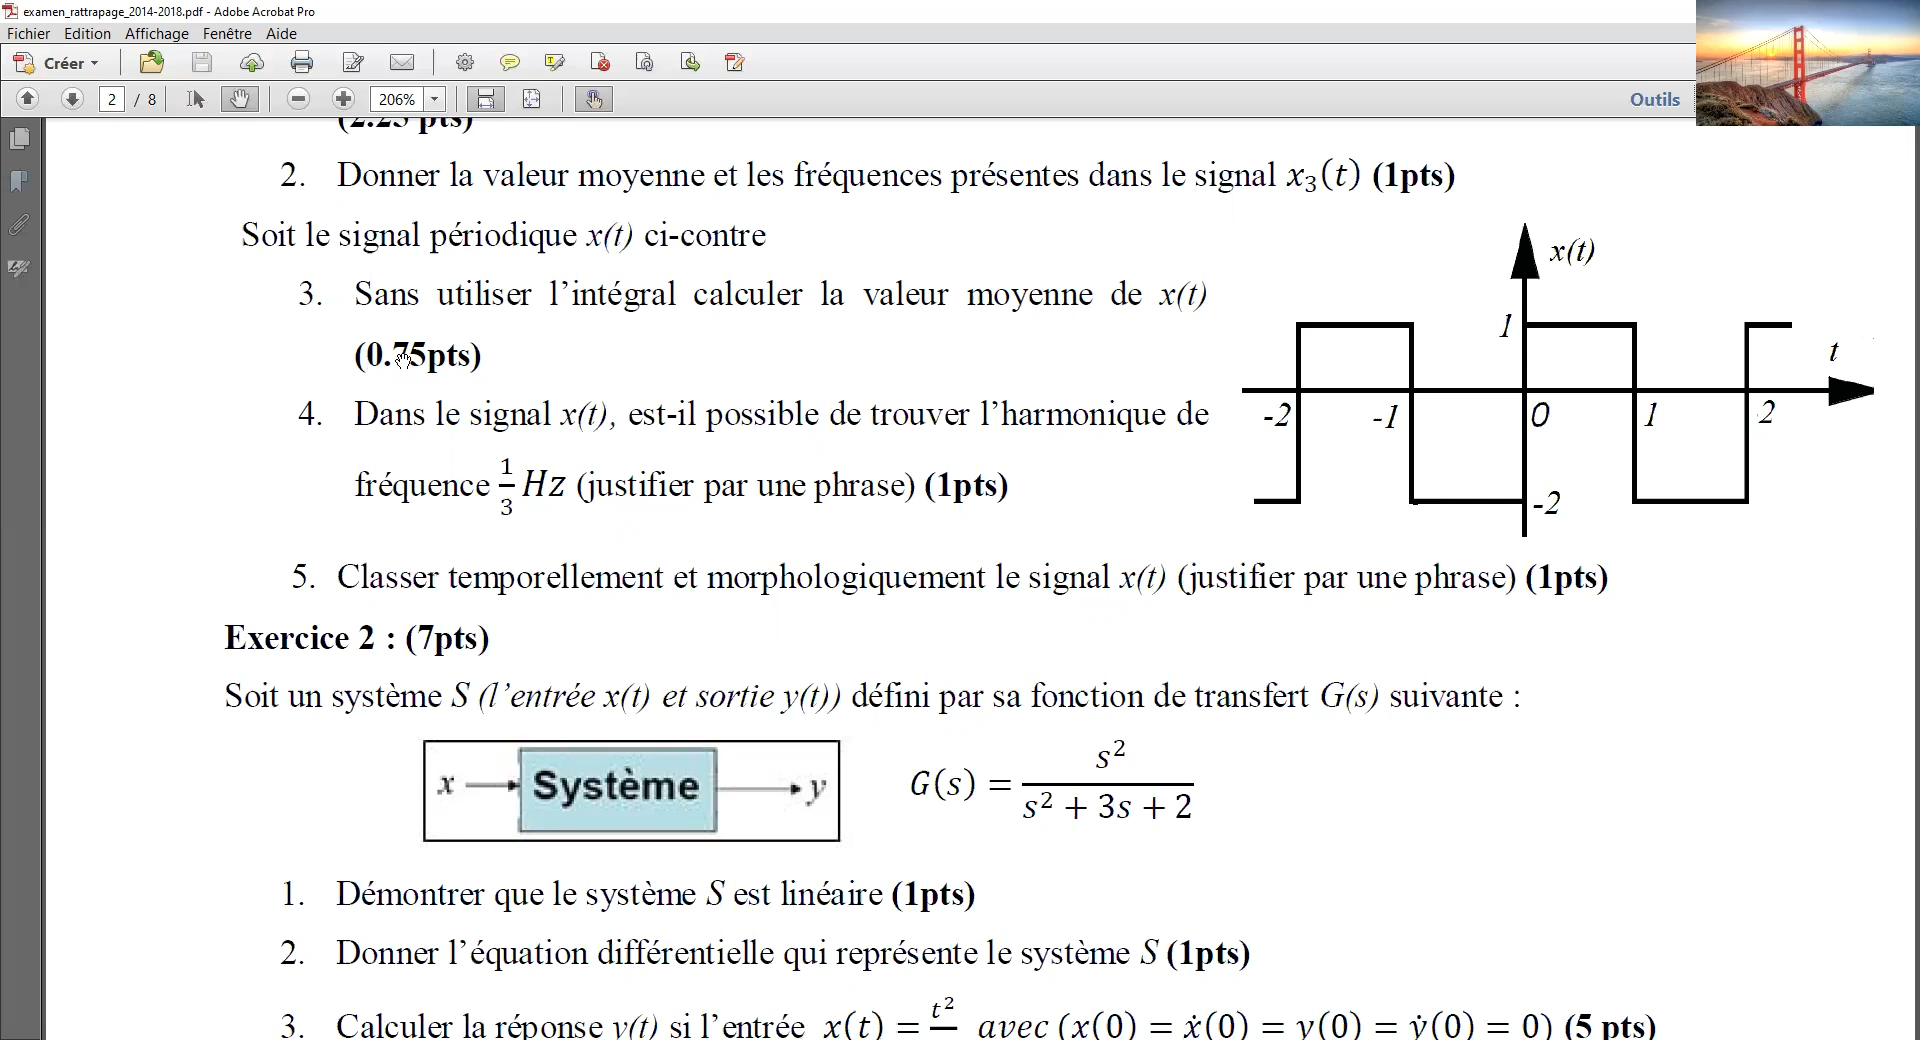 examen_rattrapage_2014-2018.pdf - Adobe Acrobat Pro
Fichier Edition Affichage Fenêtre Aide
Créer
2 / 8 206% Outils
(2.25 pts)
2. Donner la valeur moyenne et les fréquences présentes dans le signal x₃(t) (1pts)
Soit le signal périodique x(t) ci-contre
3. Sans utiliser l'intégral calculer la valeur moyenne de x(t)
(0.75pts)
4. Dans le signal x(t), est-il possible de trouver l'harmonique de
fréquence 1/3 Hz (justifier par une phrase) (1pts)
x(t)
1
t
-2 -1 0 1 2
-2
5. Classer temporellement et morphologiquement le signal x(t) (justifier par une phrase) (1pts)
Exercice 2 : (7pts)
Soit un système S (l'entrée x(t) et sortie y(t)) défini par sa fonction de transfert G(s) suivante :
x Système y
G(s) = s² / (s² + 3s + 2)
1. Démontrer que le système S est linéaire (1pts)
2. Donner l'équation différentielle qui représente le système S (1pts)
3. Calculer la réponse y(t) si l'entrée x(t) = t² avec (x(0) = ẋ(0) = y(0) = ẏ(0) = 0) (5 pts)